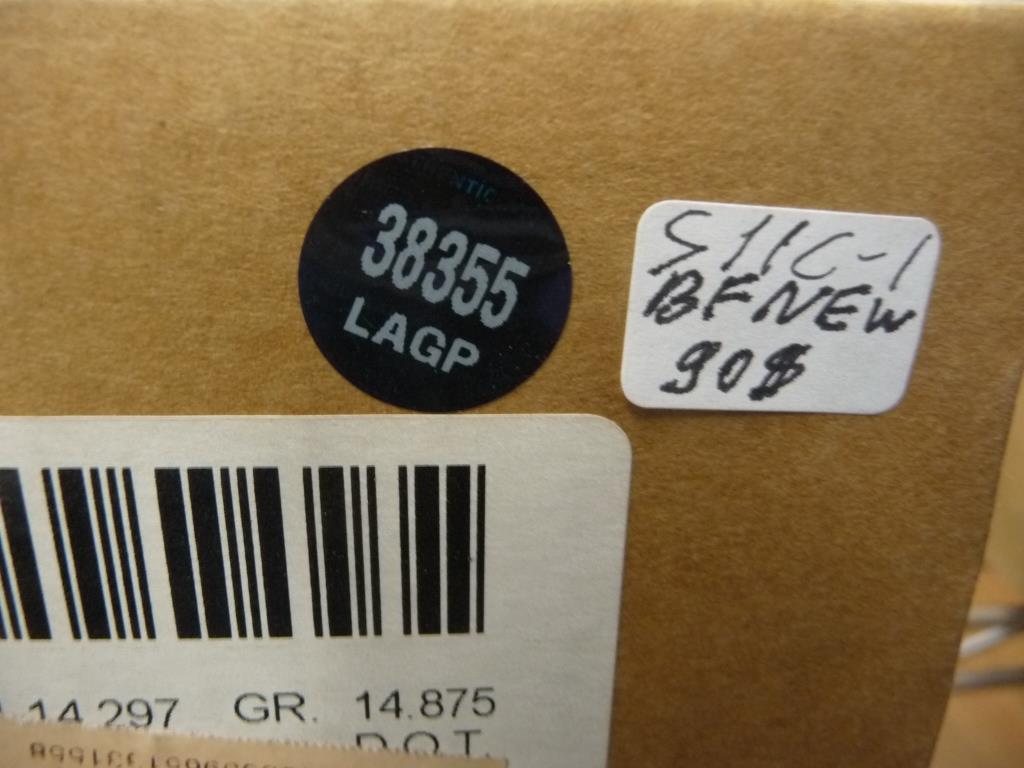 38355
LAGP
S11C-1
BFNEW
90$
14.297 GR. 14.875
D.O.T.